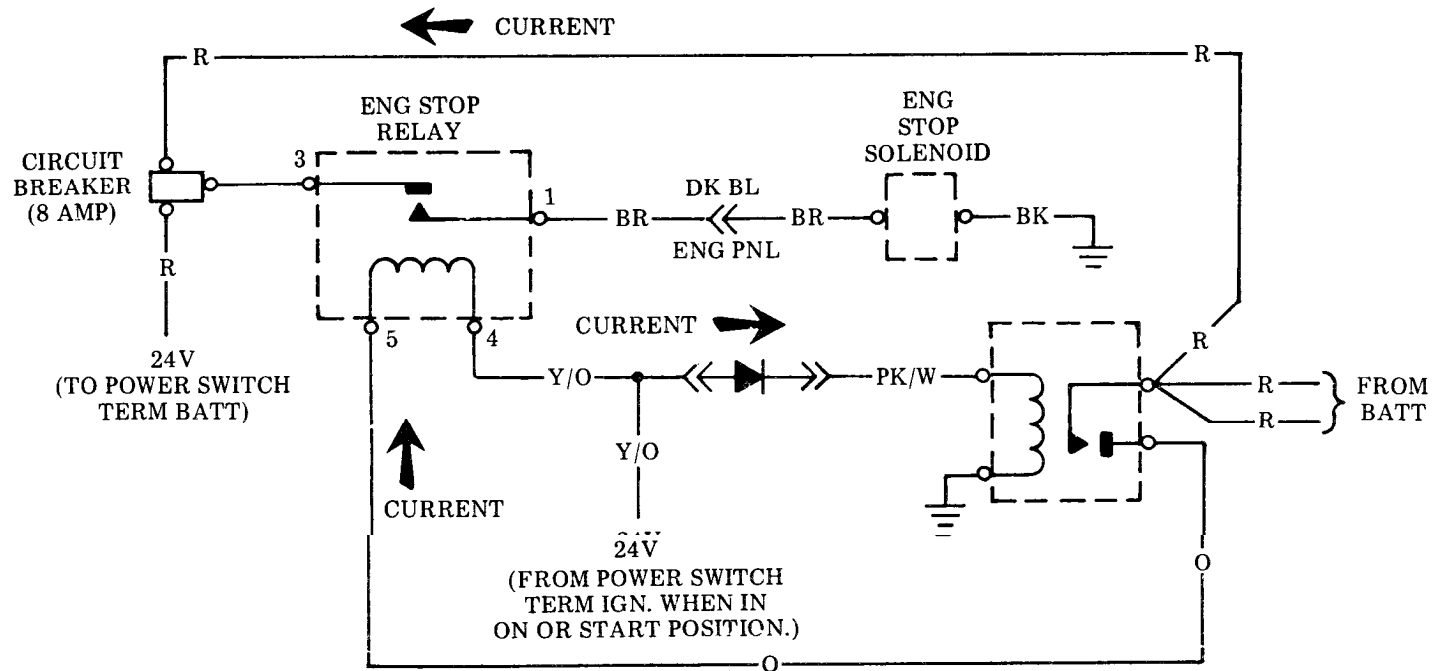 CURRENT
R
R
ENG STOP
RELAY
ENG
STOP
SOLENOID
CIRCUIT
BREAKER
(8 AMP)
3
1
BR
DK BL
ENG PNL
BR
BK
R
24V
(TO POWER SWITCH
TERM BATT)
5
4
CURRENT
Y/O
PK/W
R
R
R
FROM
BATT
Y/O
CURRENT
24V
(FROM POWER SWITCH
TERM IGN. WHEN IN
ON OR START POSITION.)
O
O